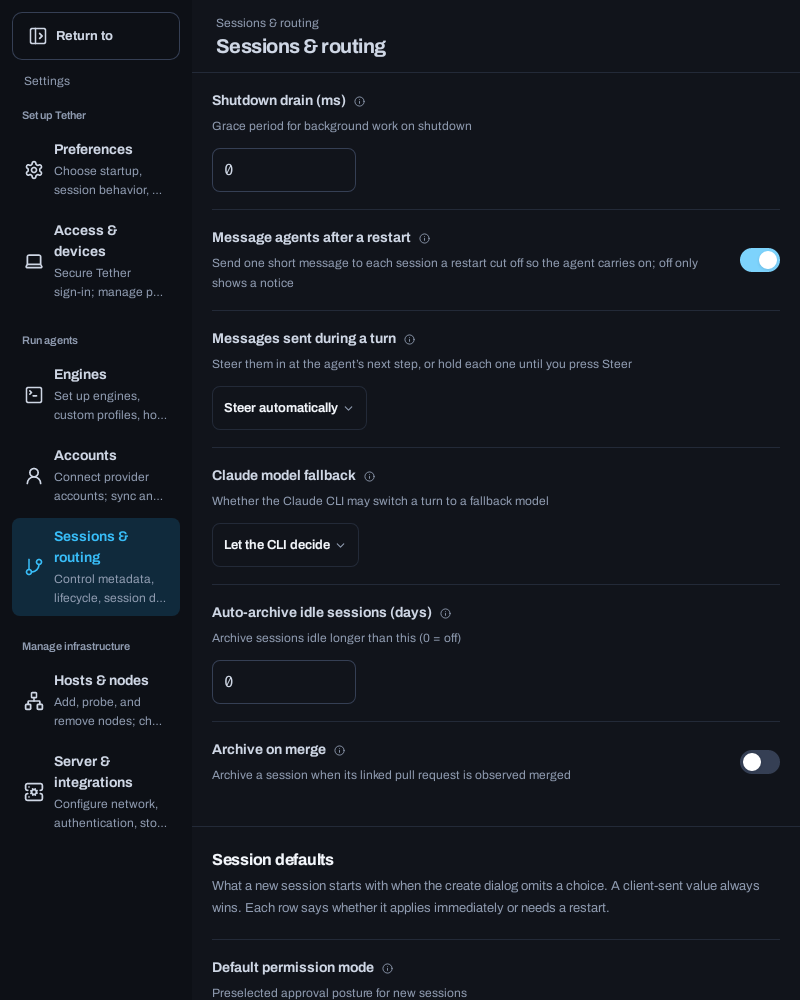 Return to
Settings
Set up Tether
Preferences
Choose startup,
session behavior, ...
Access &
devices
Secure Tether
sign-in; manage p...
Run agents
Engines
Set up engines,
custom profiles, ho...
Accounts
Connect provider
accounts; sync an...
Sessions &
routing
Control metadata,
lifecycle, session d...
Manage infrastructure
Hosts & nodes
Add, probe, and
remove nodes; ch...
Server &
integrations
Configure network,
authentication, sto...
Sessions & routing
Sessions & routing
Shutdown drain (ms)
Grace period for background work on shutdown
0
Message agents after a restart
Send one short message to each session a restart cut off so the agent carries on; off only
shows a notice
Messages sent during a turn
Steer them in at the agent's next step, or hold each one until you press Steer
Steer automatically
Claude model fallback
Whether the Claude CLI may switch a turn to a fallback model
Let the CLI decide
Auto-archive idle sessions (days)
Archive sessions idle longer than this (0 = off)
0
Archive on merge
Archive a session when its linked pull request is observed merged
Session defaults
What a new session starts with when the create dialog omits a choice. A client-sent value always
wins. Each row says whether it applies immediately or needs a restart.
Default permission mode
Preselected approval posture for new sessions